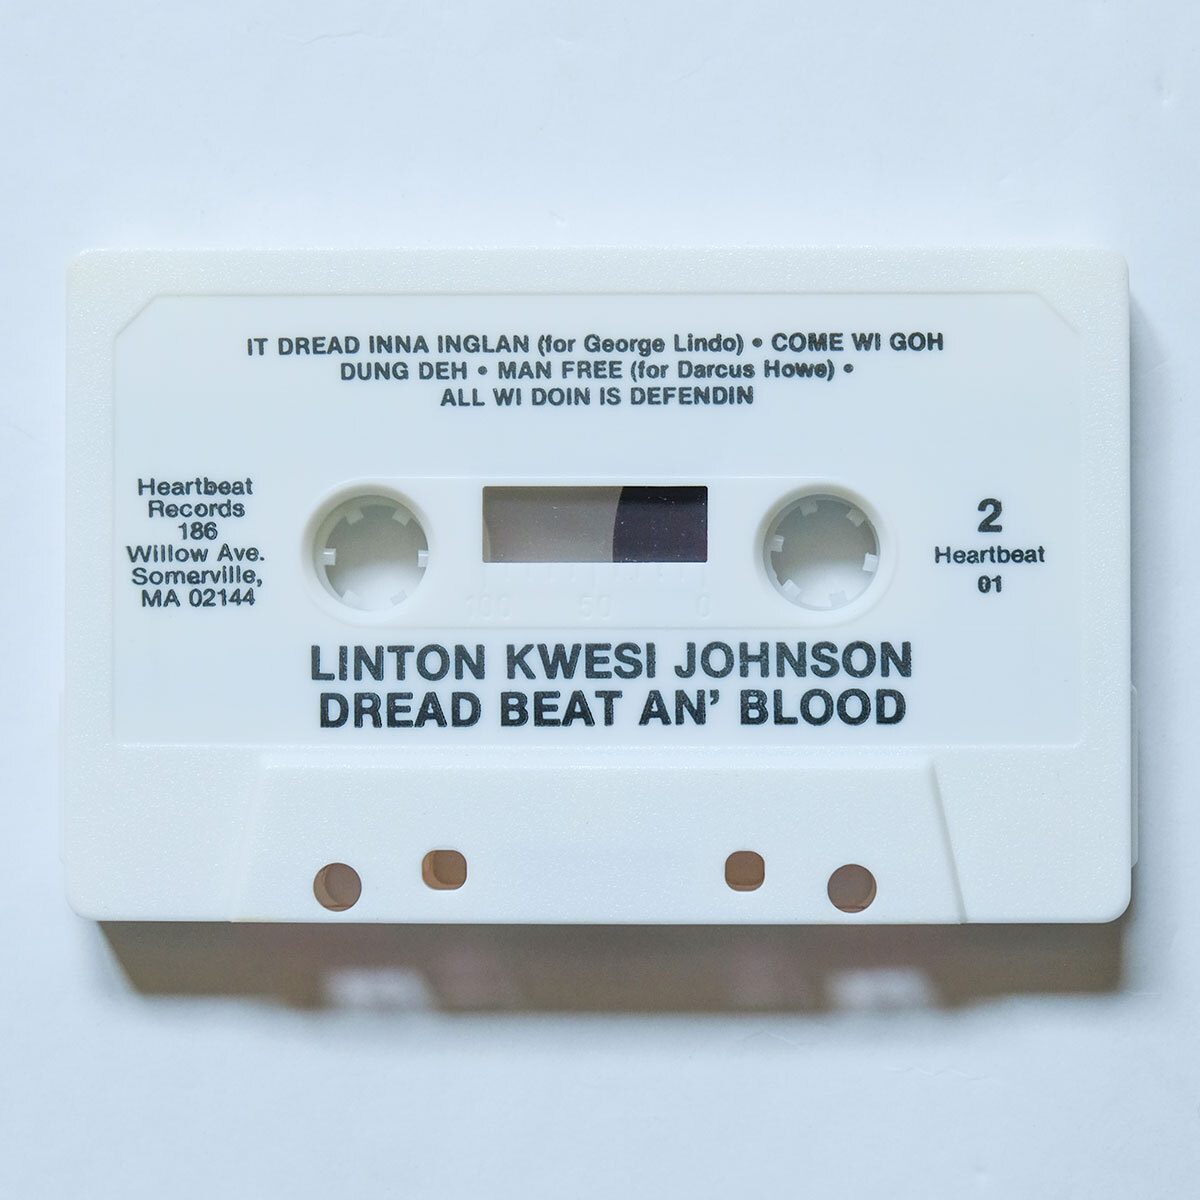 IT DREAD INNA INGLAN (for George Lindo) • COME WI GOH
DUNG DEH • MAN FREE (for Darcus Howe) •
ALL WI DOIN IS DEFENDIN
Heartbeat
Records
186
Willow Ave.
Somerville,
MA 02144
2
Heartbeat
01
100 50 0
LINTON KWESI JOHNSON
DREAD BEAT AN' BLOOD